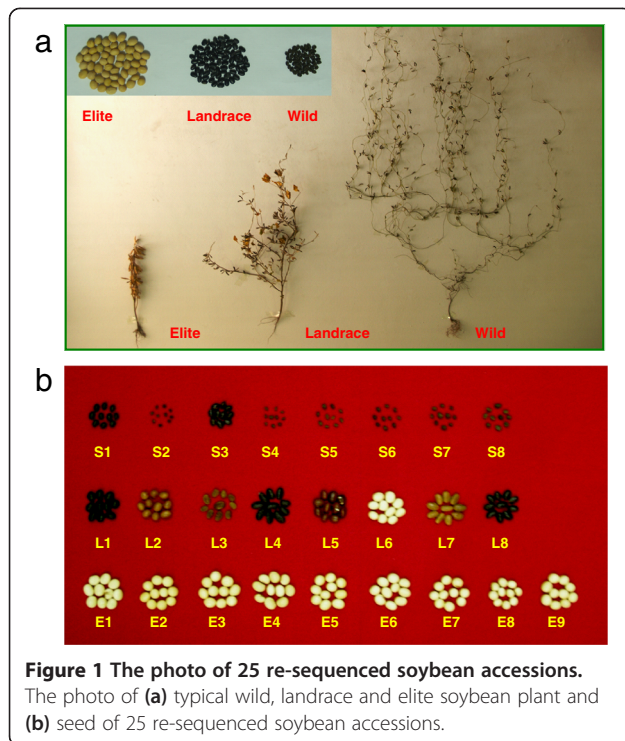 a
Elite Landrace Wild
Elite Landrace Wild
b
S1 S2 S3 S4 S5 S6 S7 S8
L1 L2 L3 L4 L5 L6 L7 L8
E1 E2 E3 E4 E5 E6 E7 E8 E9
Figure 1 The photo of 25 re-sequenced soybean accessions.
The photo of (a) typical wild, landrace and elite soybean plant and
(b) seed of 25 re-sequenced soybean accessions.